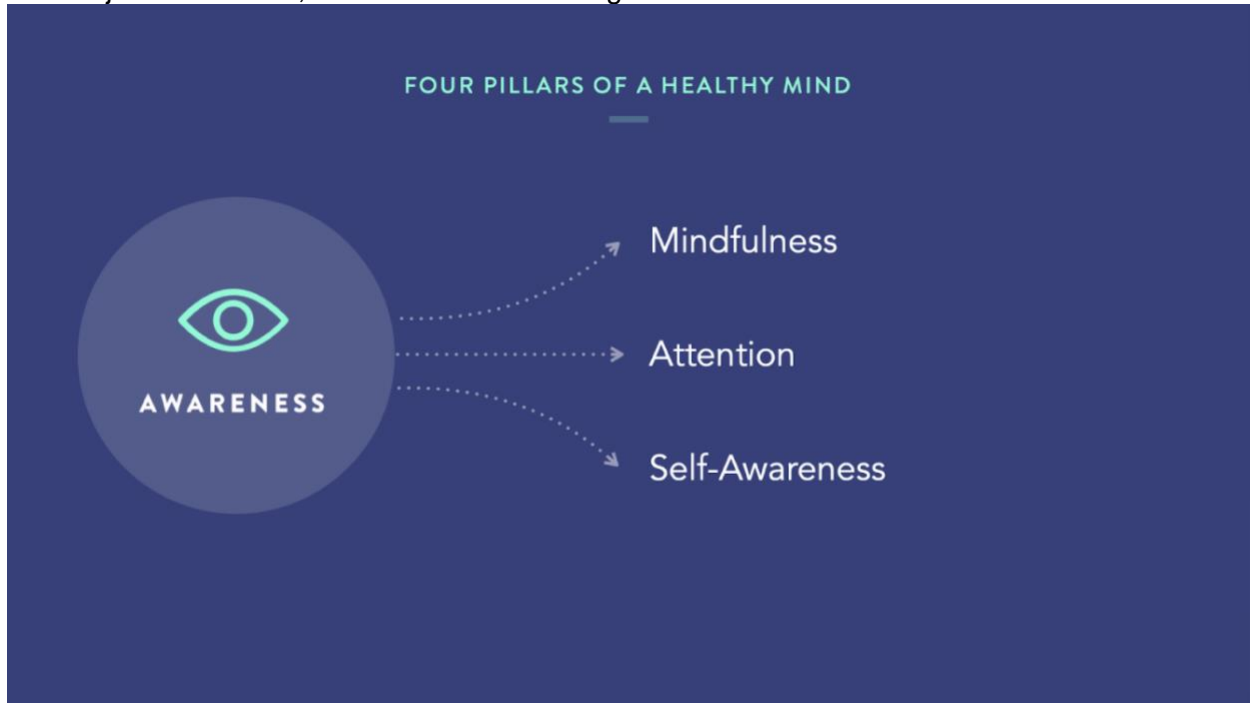 FOUR PILLARS OF A HEALTHY MIND
Mindfulness
AWARENESS
Attention
Self-Awareness